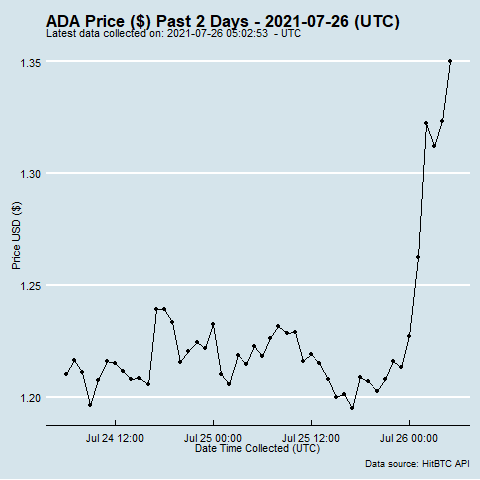 ADA Price ($) Past 2 Days - 2021-07-26 (UTC)
Latest data collected on: 2021-07-26 05:02:53  - UTC
1.35
1.30
1.25
1.20
Price USD ($)
Jul 24 12:00 Jul 25 00:00 Jul 25 12:00 Jul 26 00:00
Date Time Collected (UTC)
Data source: HitBTC API